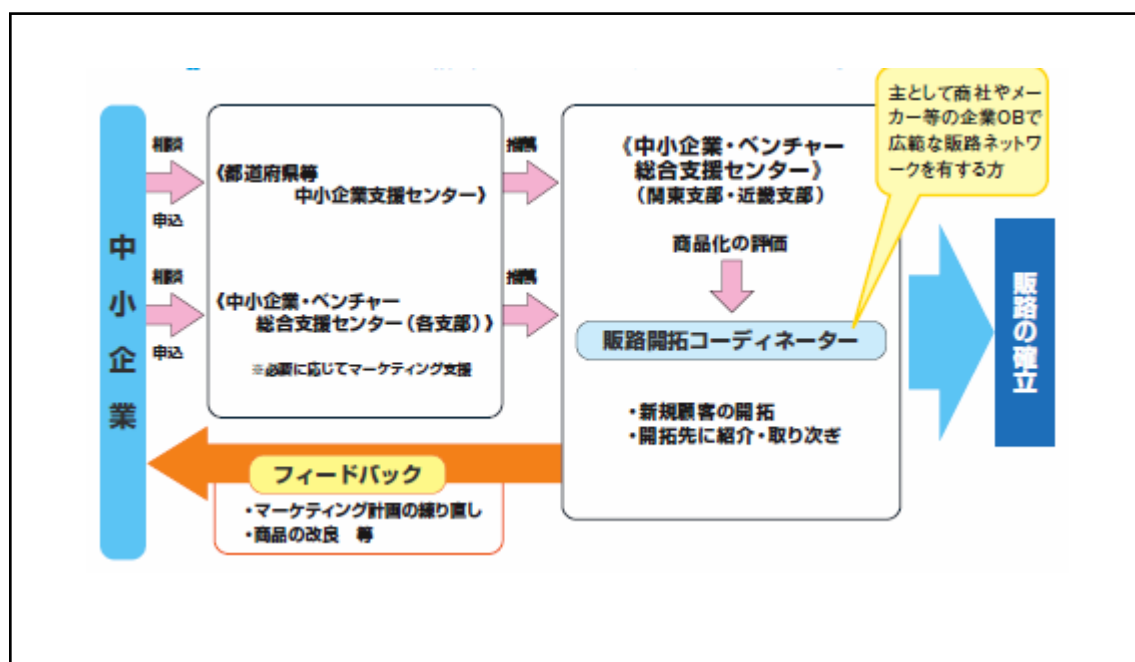 中小企業
相談
申込
相談
申込
《都道府県等
中小企業支援センター》
《中小企業・ベンチャー
総合支援センター(各支部)》
※必要に応じてマーケティング支援
推薦
推薦
《中小企業・ベンチャー
総合支援センター》
(関東支部・近畿支部)
商品化の評価
販路開拓コーディネーター
・新規顧客の開拓
・開拓先に紹介・取り次ぎ
主として商社やメー
カー等の企業OBで
広範な販路ネットワ
ークを有する方
販路の確立
フィードバック
・マーケティング計画の練り直し
・商品の改良 等